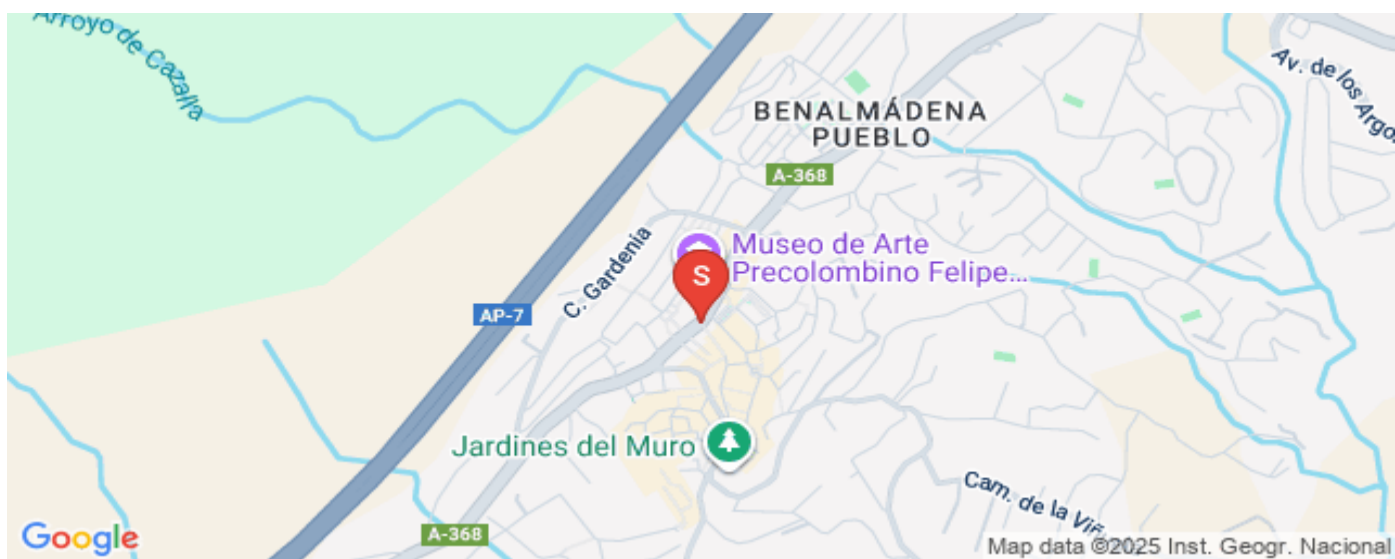 Arroyo de Cazalla
BENALMÁDENA
PUEBLO
Av. de los Argo
A-368
C. Gardenia
Museo de Arte
Precolombino Felipe...
S
AP-7
Jardines del Muro
Cam. de la Viñ
A-368
Google
Map data ©2025 Inst. Geogr. Nacional